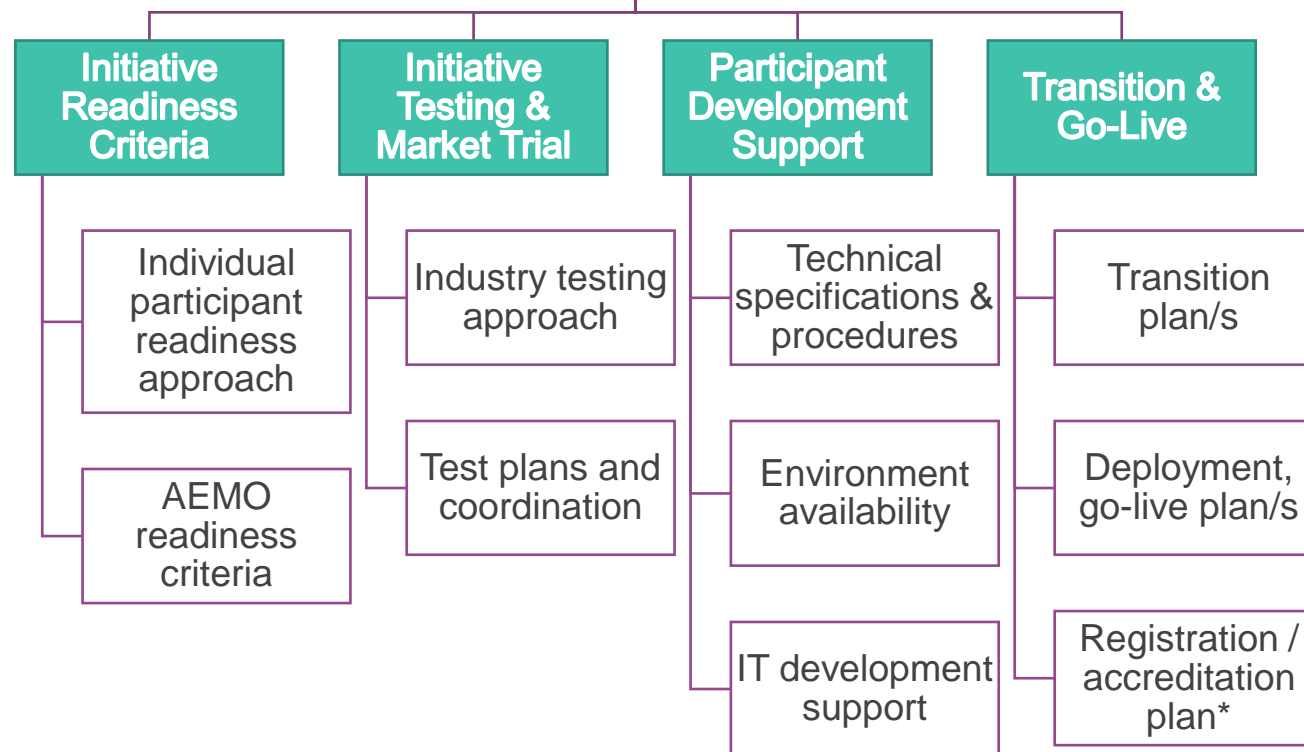 Initiative
Readiness
Criteria
Individual
participant
readiness
approach
AEMO
readiness
criteria
Initiative
Testing &
Market Trial
Industry testing
approach
Test plans and
coordination
Participant
Development
Support
Technical
specifications &
procedures
Environment
availability
IT development
support
Transition &
Go-Live
Transition
plan/s
Deployment,
go-live plan/s
Registration /
accreditation
plan*